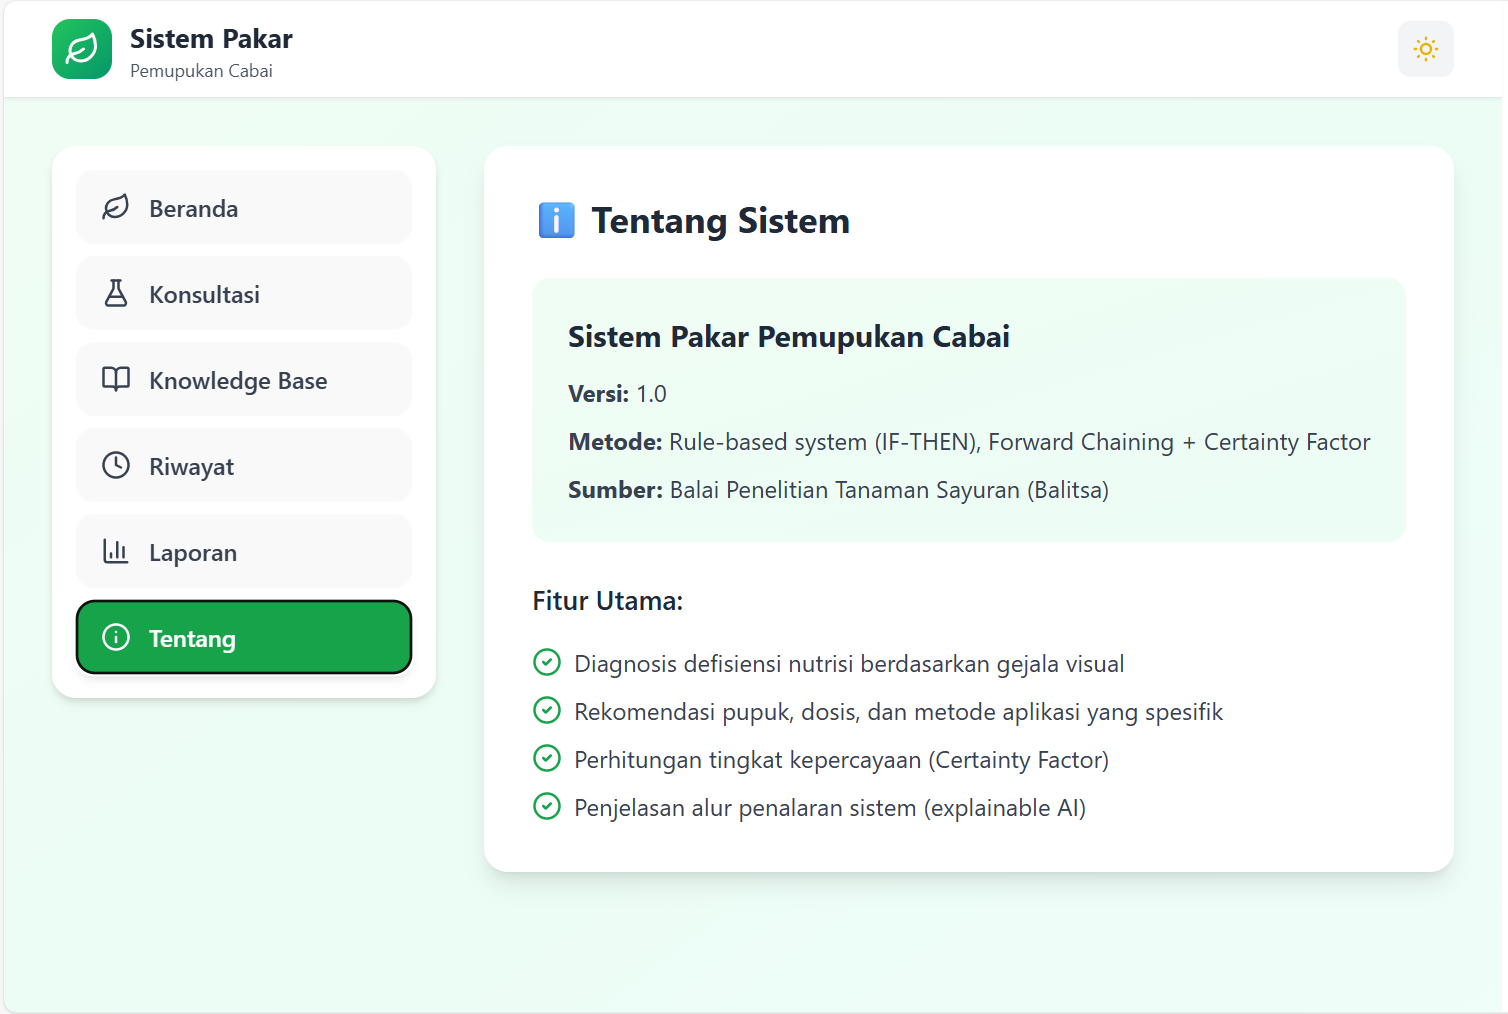 Sistem Pakar
Pemupukan Cabai
Beranda
Konsultasi
Knowledge Base
Riwayat
Laporan
Tentang
Tentang Sistem
Sistem Pakar Pemupukan Cabai
Versi: 1.0
Metode: Rule-based system (IF-THEN), Forward Chaining + Certainty Factor
Sumber: Balai Penelitian Tanaman Sayuran (Balitsa)
Fitur Utama:
Diagnosis defisiensi nutrisi berdasarkan gejala visual
Rekomendasi pupuk, dosis, dan metode aplikasi yang spesifik
Perhitungan tingkat kepercayaan (Certainty Factor)
Penjelasan alur penalaran sistem (explainable AI)